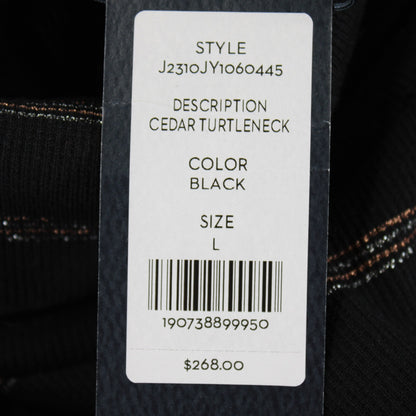 STYLE
J2310JY1060445
DESCRIPTION
CEDAR TURTLENECK
COLOR
BLACK
SIZE
L
190738899950
$268.00